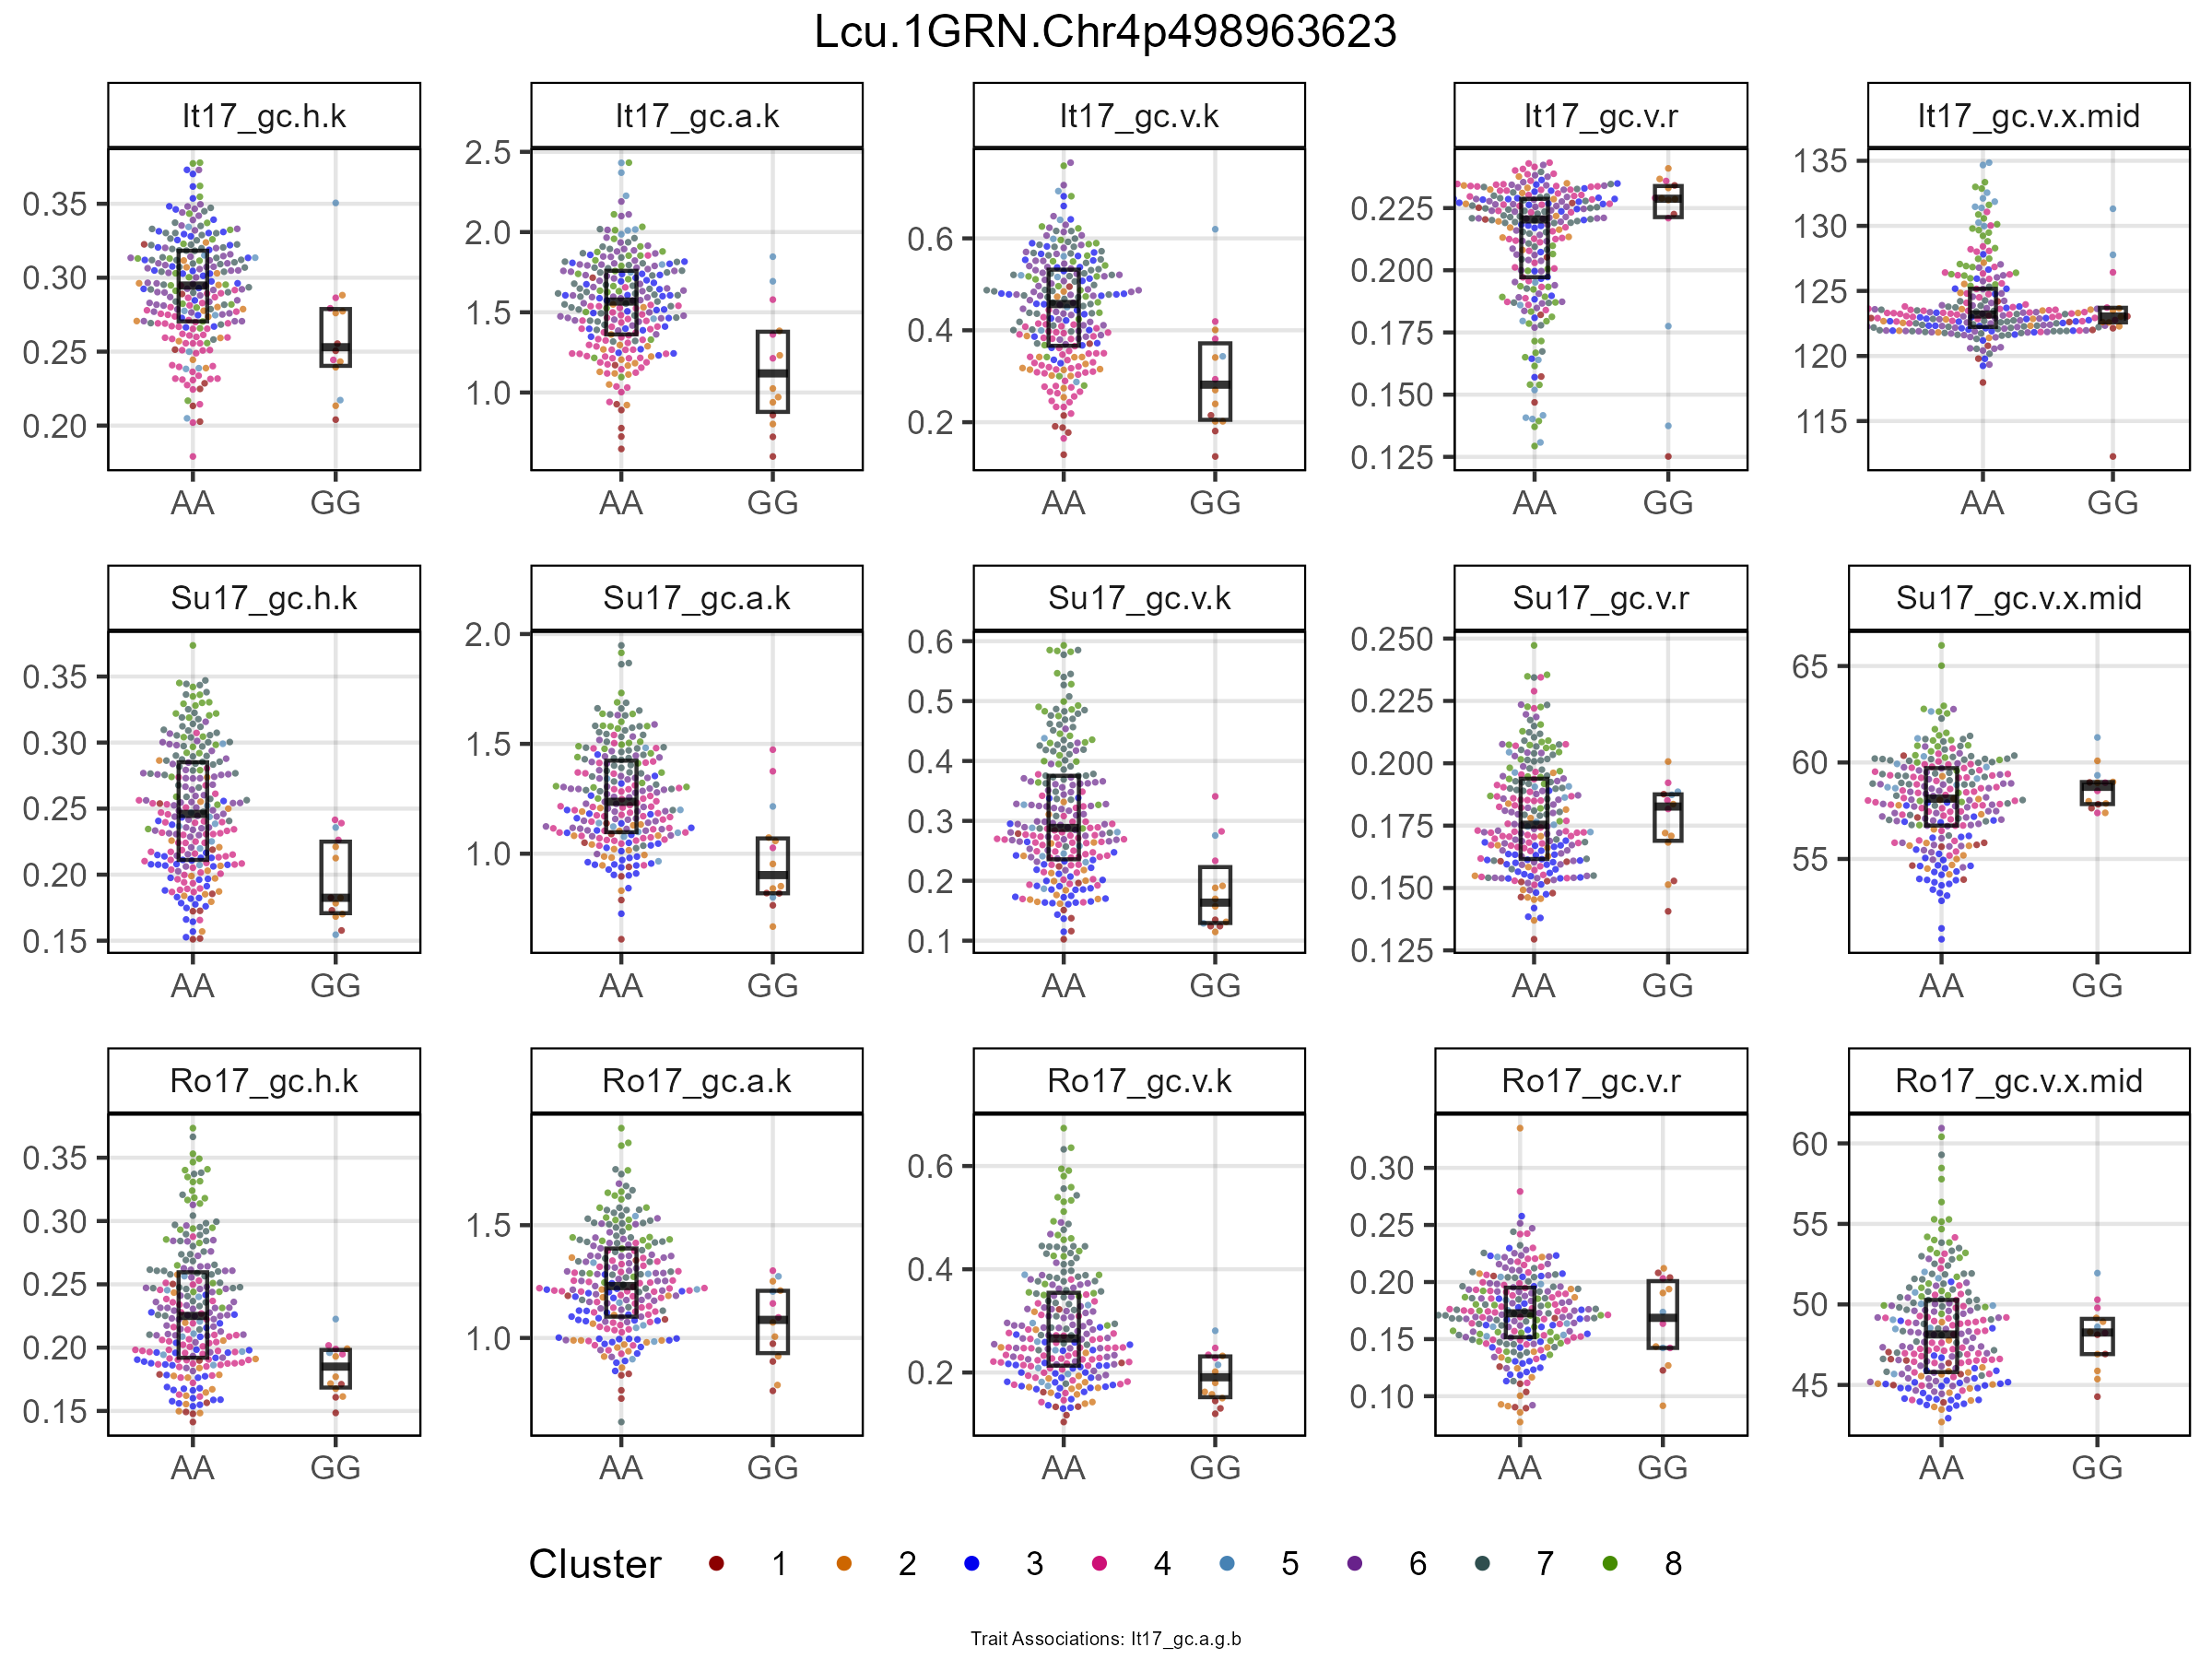 Lcu.1GRN.Chr4p498963623
It17_gc.h.k It17_gc.a.k It17_gc.v.k It17_gc.v.r It17_gc.v.x.mid
0.35 0.30 0.25 0.20
2.5 2.0 1.5 1.0
0.6 0.4 0.2
0.225 0.200 0.175 0.150 0.125
135 130 125 120 115
AA GG AA GG AA GG AA GG AA GG
Su17_gc.h.k Su17_gc.a.k Su17_gc.v.k Su17_gc.v.r Su17_gc.v.x.mid
0.35 0.30 0.25 0.20 0.15
2.0 1.5 1.0
0.6 0.5 0.4 0.3 0.2 0.1
0.250 0.225 0.200 0.175 0.150 0.125
65 60 55
AA GG AA GG AA GG AA GG AA GG
Ro17_gc.h.k Ro17_gc.a.k Ro17_gc.v.k Ro17_gc.v.r Ro17_gc.v.x.mid
0.35 0.30 0.25 0.20 0.15
1.5 1.0
0.6 0.4 0.2
0.30 0.25 0.20 0.15 0.10
60 55 50 45
AA GG AA GG AA GG AA GG AA GG
Cluster 1 2 3 4 5 6 7 8
Trait Associations: It17_gc.a.g.b